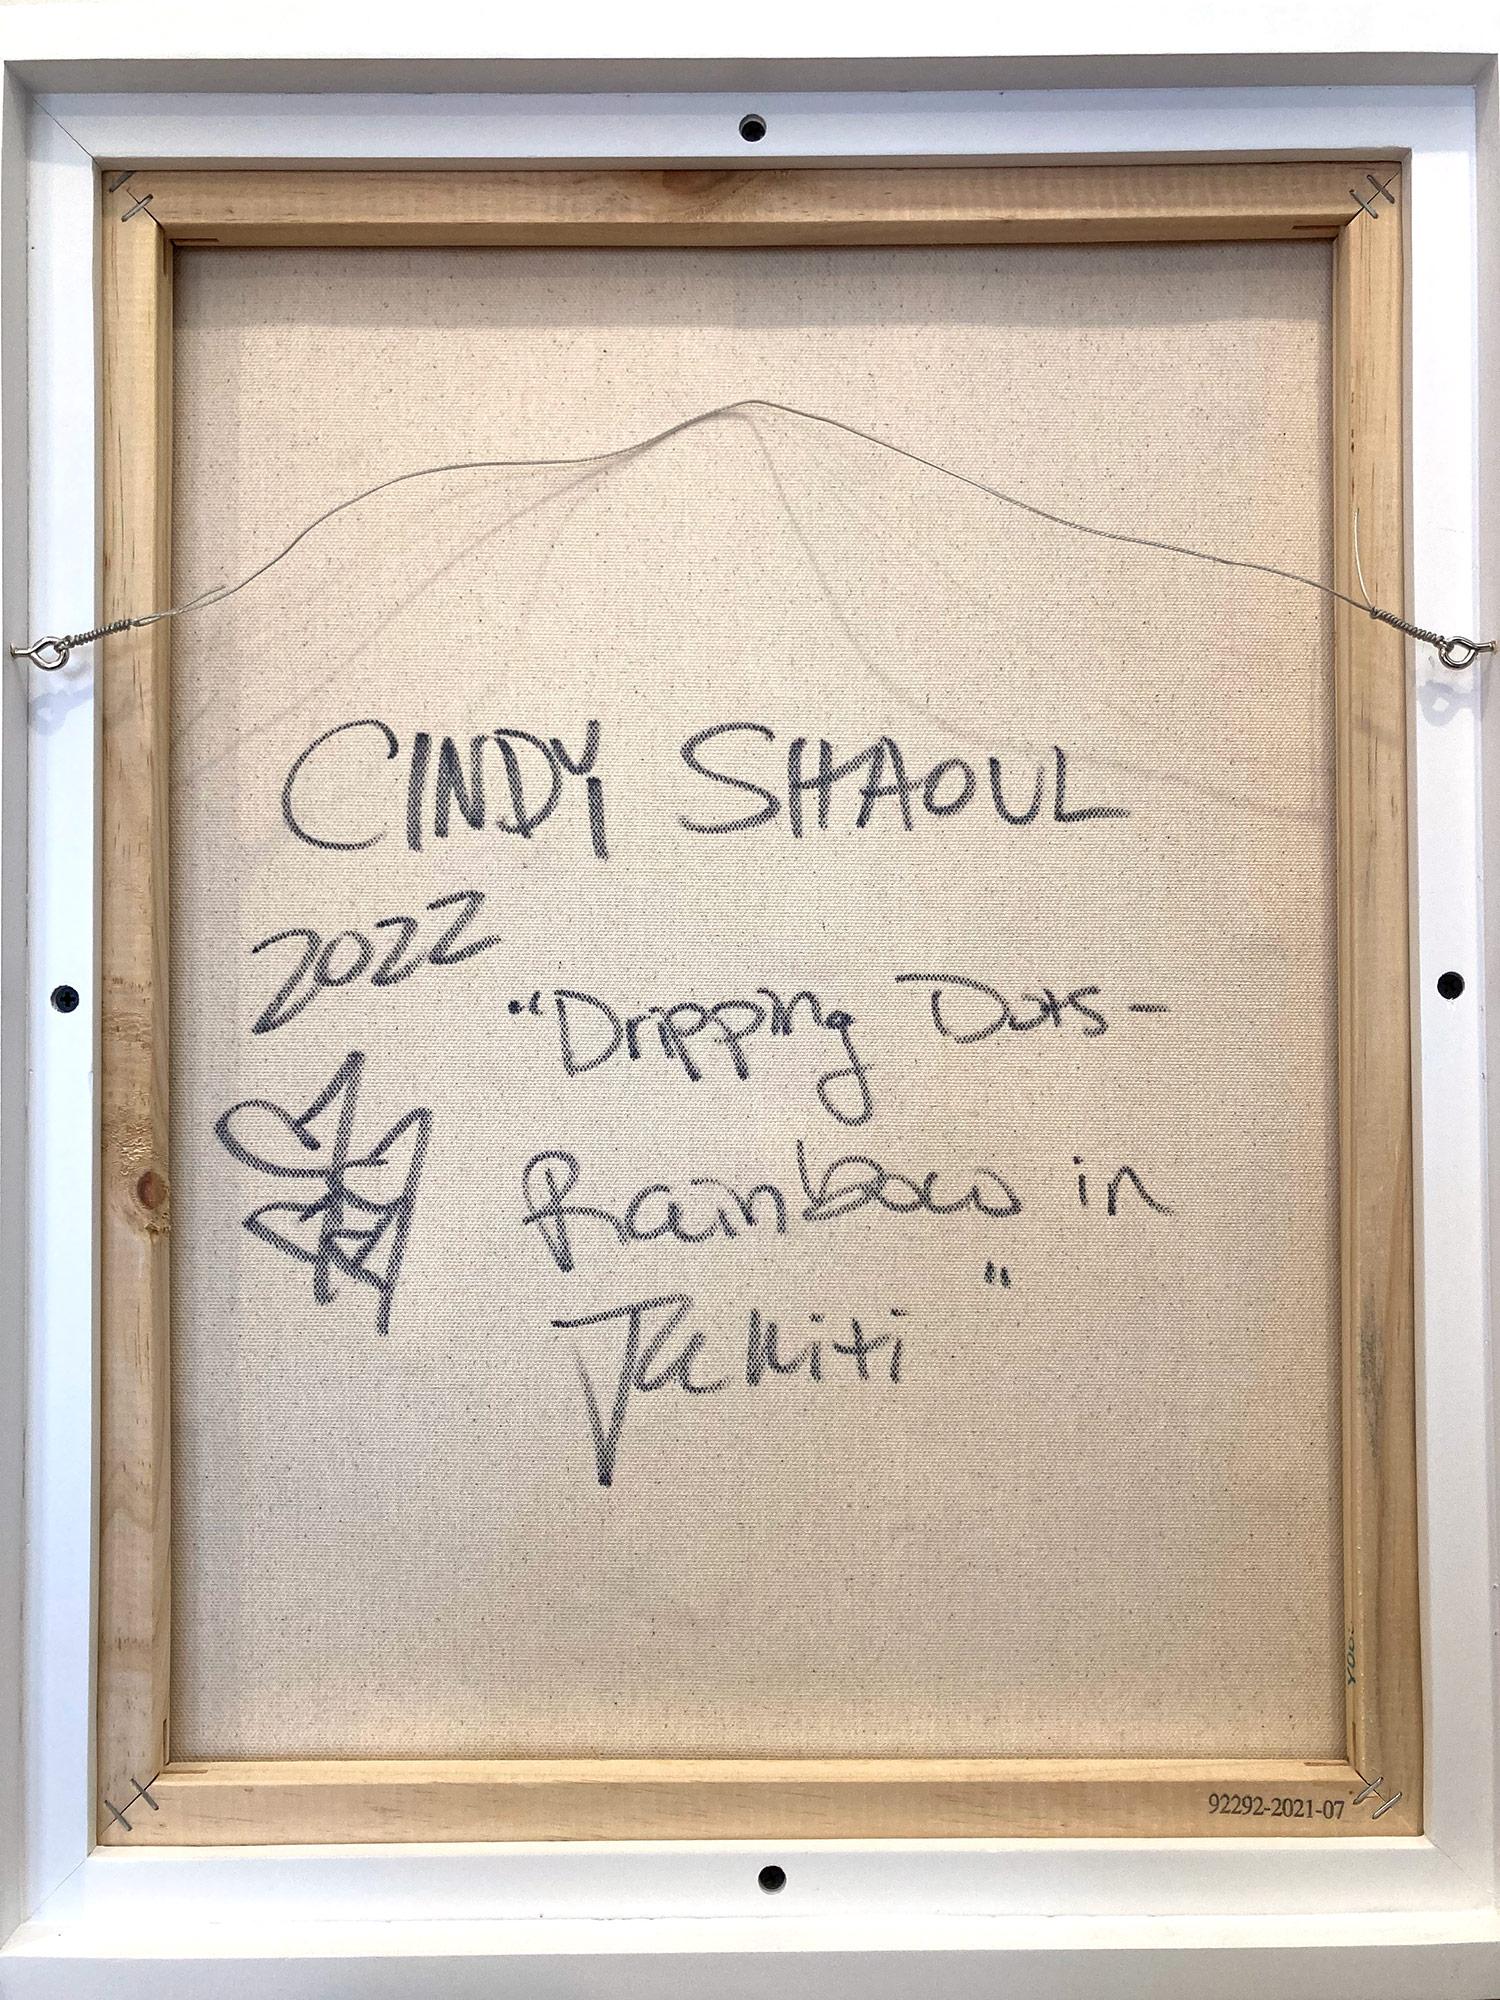 CINDY SHAOUL
2022
"Dripping Dots-
Rainbow in
Tahiti"
92292-2021-07